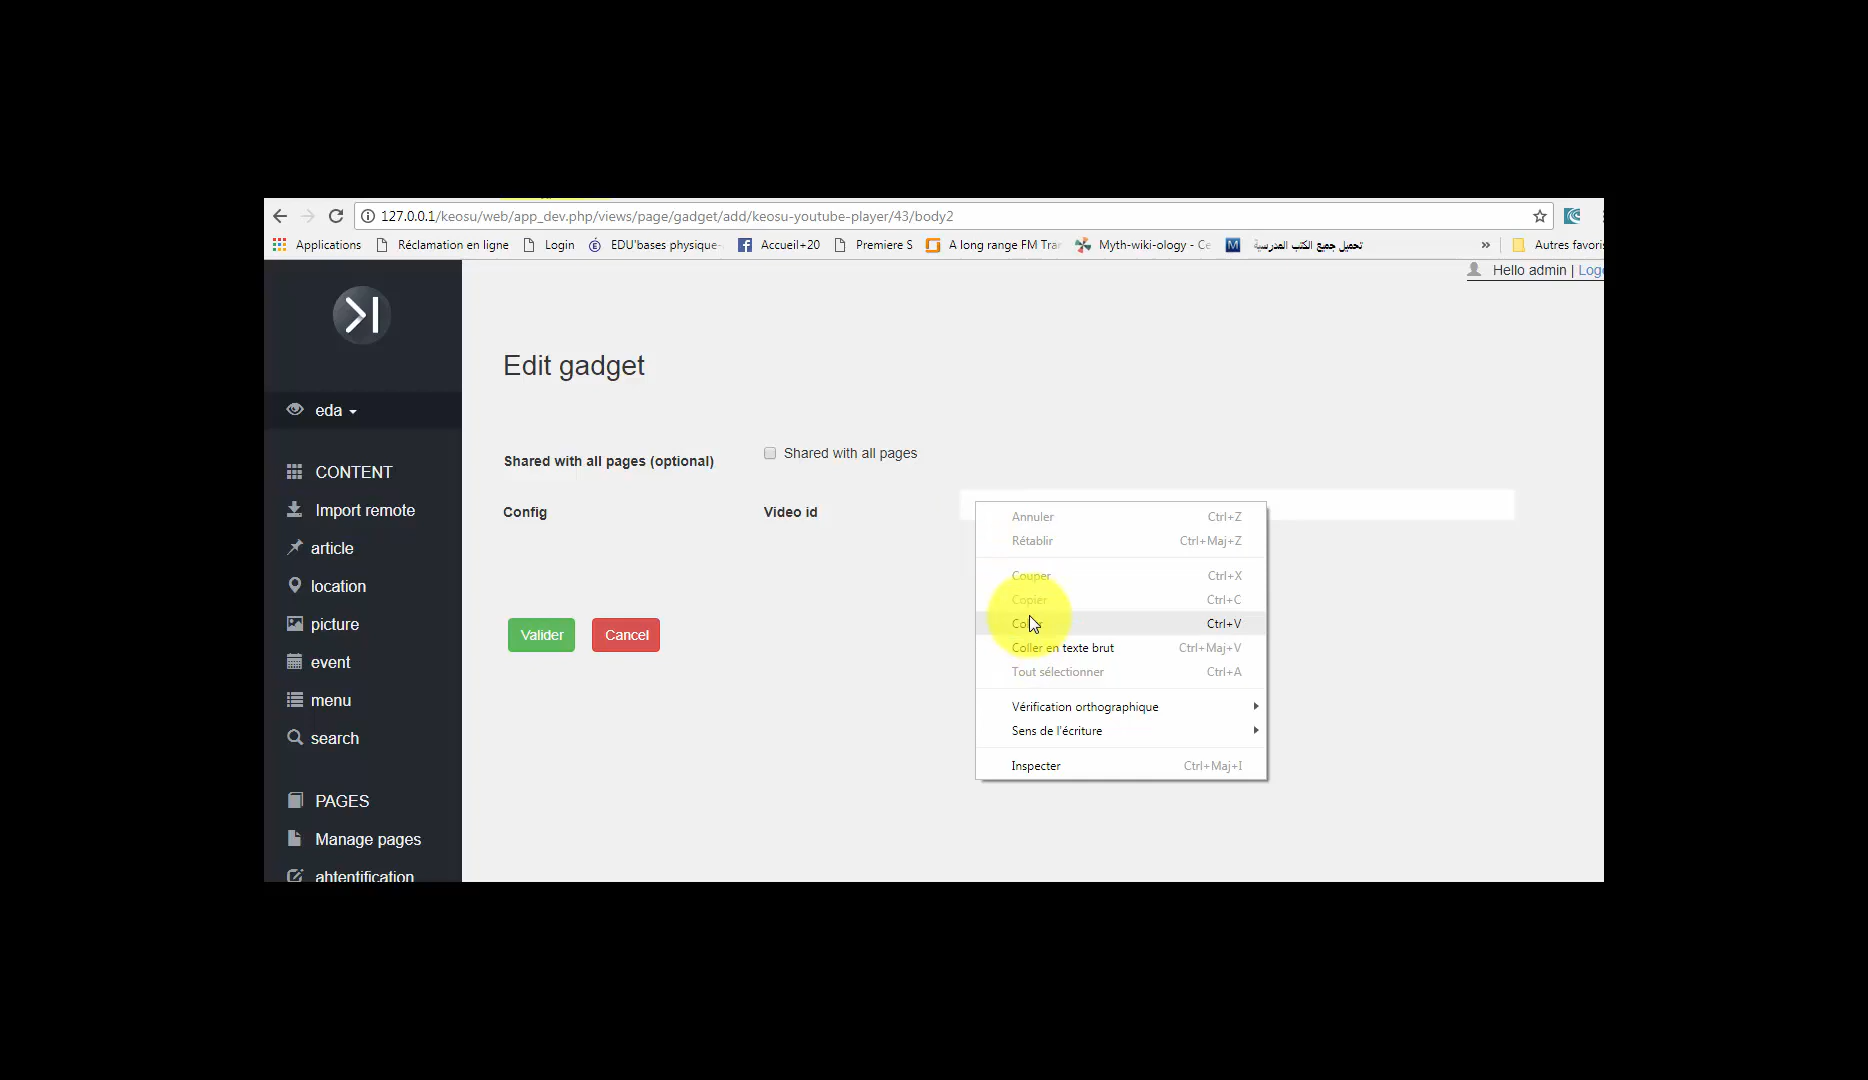 127.0.0.1/keosu/web/app_dev.php/views/page/gadget/add/keosu-youtube-player/43/body2
Applications Réclamation en ligne Login EDU'bases physique- Accueil+20 Premiere S A long range FM Tra Myth-wiki-ology - Ce تحميل جميع الكتب المدرسية » Autres favoris
Hello admin | Logo
Edit gadget
eda
Shared with all pages (optional) Shared with all pages
CONTENT
Import remote
article
location
picture
event
menu
search
PAGES
Manage pages
ahtentification
Config Video id
Valider Cancel
Annuler Ctrl+Z
Rétablir Ctrl+Maj+Z
Couper Ctrl+X
Copier Ctrl+C
Coller Ctrl+V
Coller en texte brut Ctrl+Maj+V
Tout sélectionner Ctrl+A
Vérification orthographique
Sens de l'écriture
Inspecter Ctrl+Maj+I